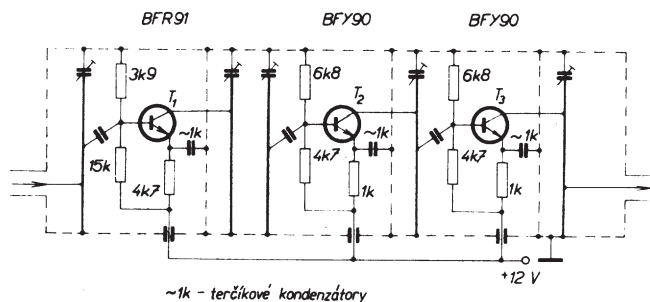 BFR91 BFY90 BFY90
3k9 6k8 6k8
T1 T2 T3
~1k ~1k ~1k
15k 4k7 4k7 4k7
1k 1k
+12 V
~1k - terčíkové kondenzátory